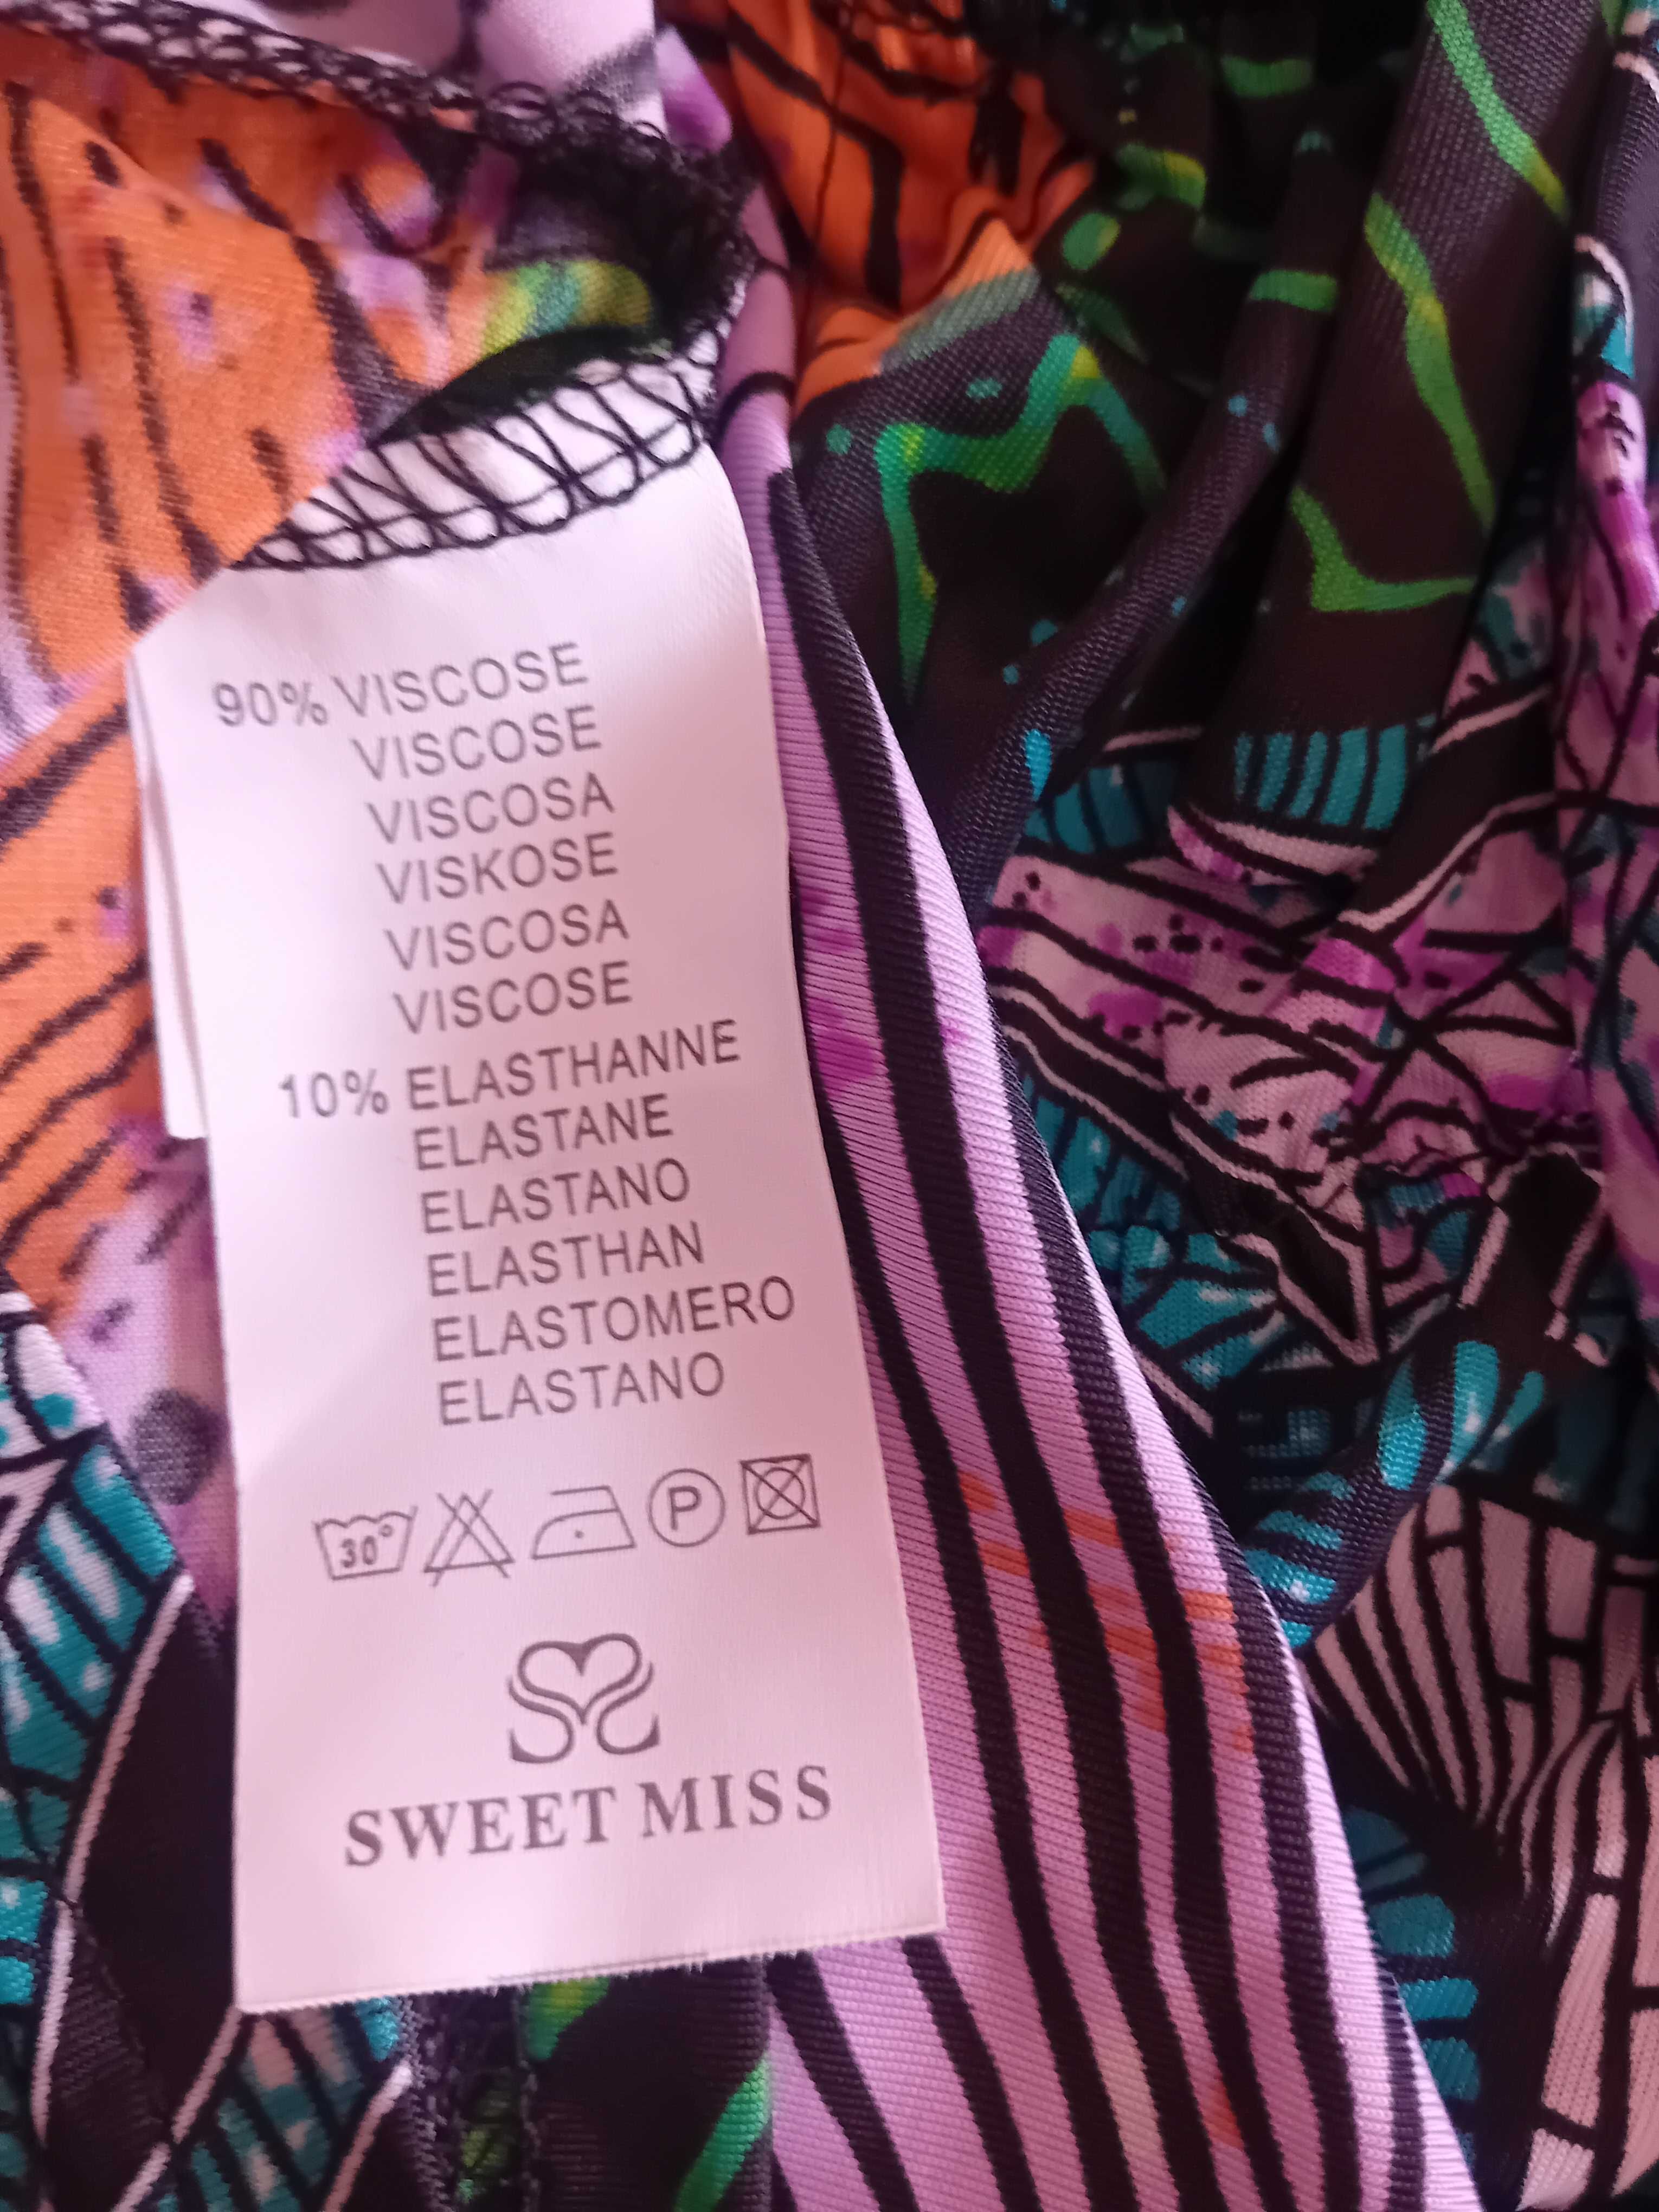 90% VISCOSE
VISCOSE
VISCOSA
VISKOSE
VISCOSA
VISCOSE
10% ELASTHANNE
ELASTANE
ELASTANO
ELASTHAN
ELASTOMERO
ELASTANO
30° P
SWEET MISS